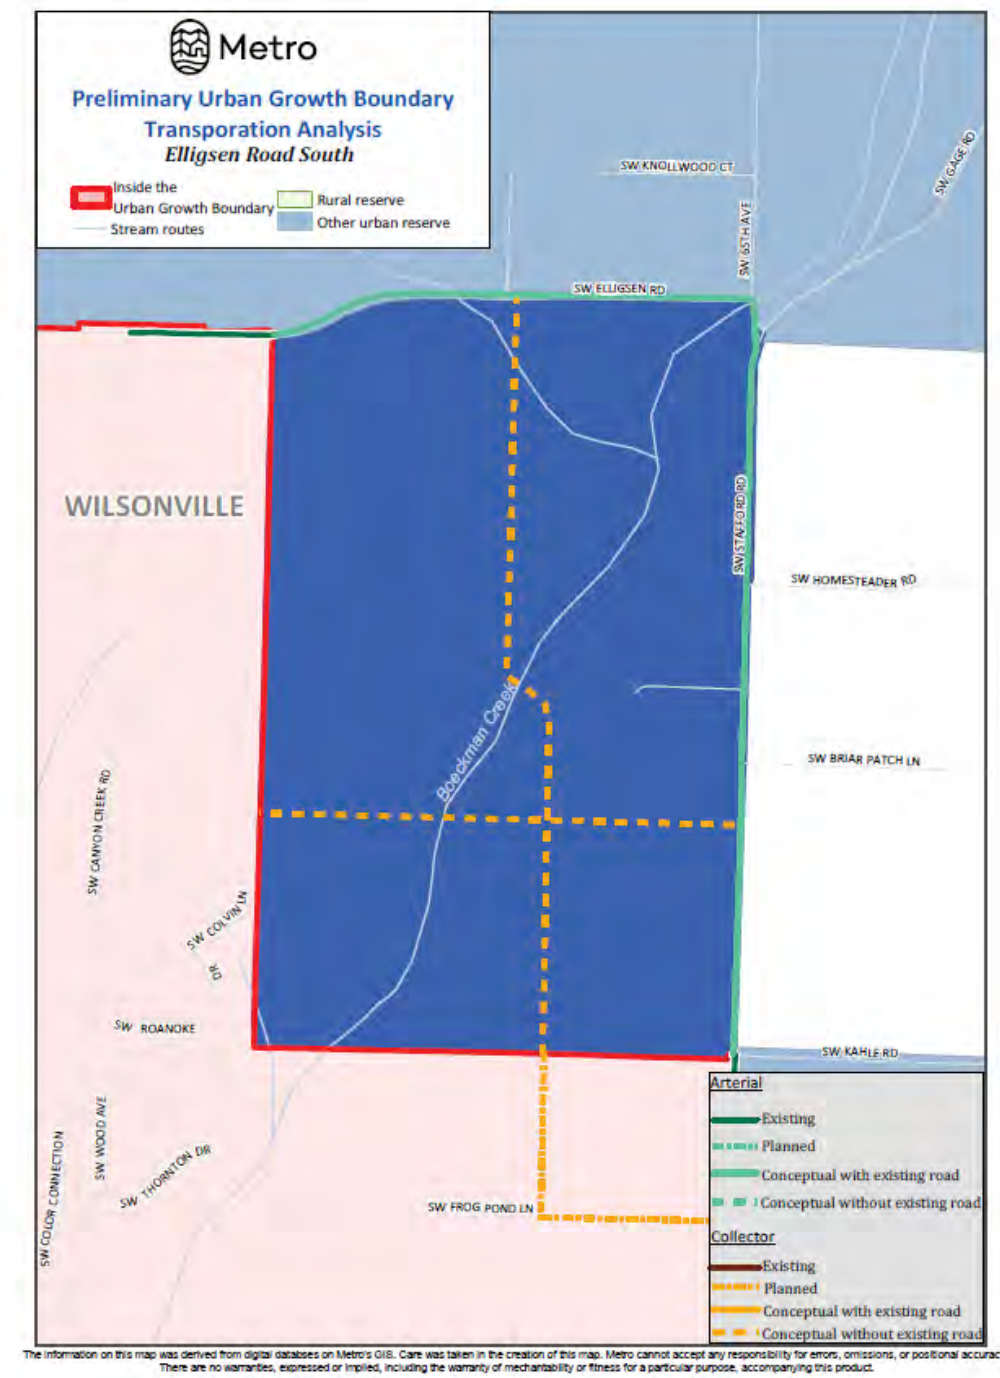 Metro
Preliminary Urban Growth Boundary
Transporation Analysis
Elligsen Road South
Inside the
Urban Growth Boundary
Stream routes
Rural reserve
Other urban reserve
SW KNOLLWOOD CT
SW GAGE RD
SW 65TH AVE
SW ELLIGSEN RD
WILSONVILLE
SW STAFFORD RD
SW HOMESTEADER RD
Boeckman Creek
SW BRIAR PATCH LN
SW CANYON CREEK RD
SW COLVIN LN
DR
SW ROANOKE
SW KAHLE RD
SW WOOD AVE
SW COLOR CONNECTION
SW THORNTON DR
SW FROG POND LN
Arterial
Existing
Planned
Conceptual with existing road
Conceptual without existing road
Collector
Existing
Planned
Conceptual with existing road
Conceptual without existing road
The information on this map was derived from digital databses on Metro's GIS. Care was taken in the creation of this map. Metro cannot accept any responsibility for errors, omissions, or positional accurac
There are no warranties, expressed or implied, including the warranty of mechantability or fitness for a particular purpose, accompanying this product.